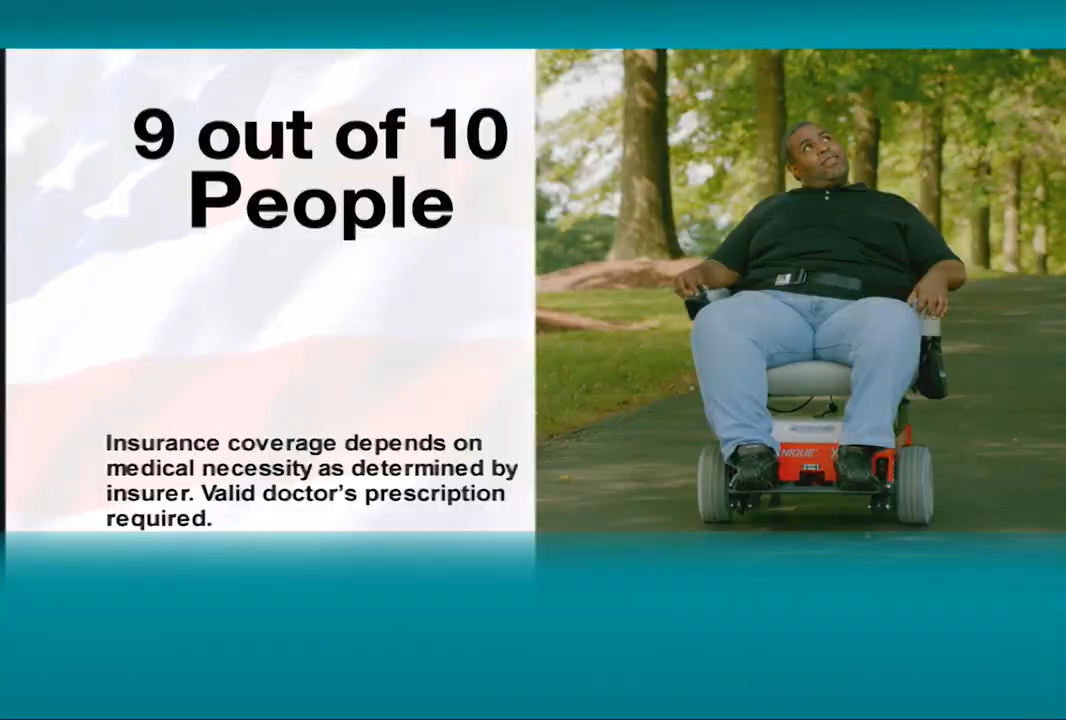 9 out of 10
People
Insurance coverage depends on
medical necessity as determined by
insurer. Valid doctor's prescription
required.